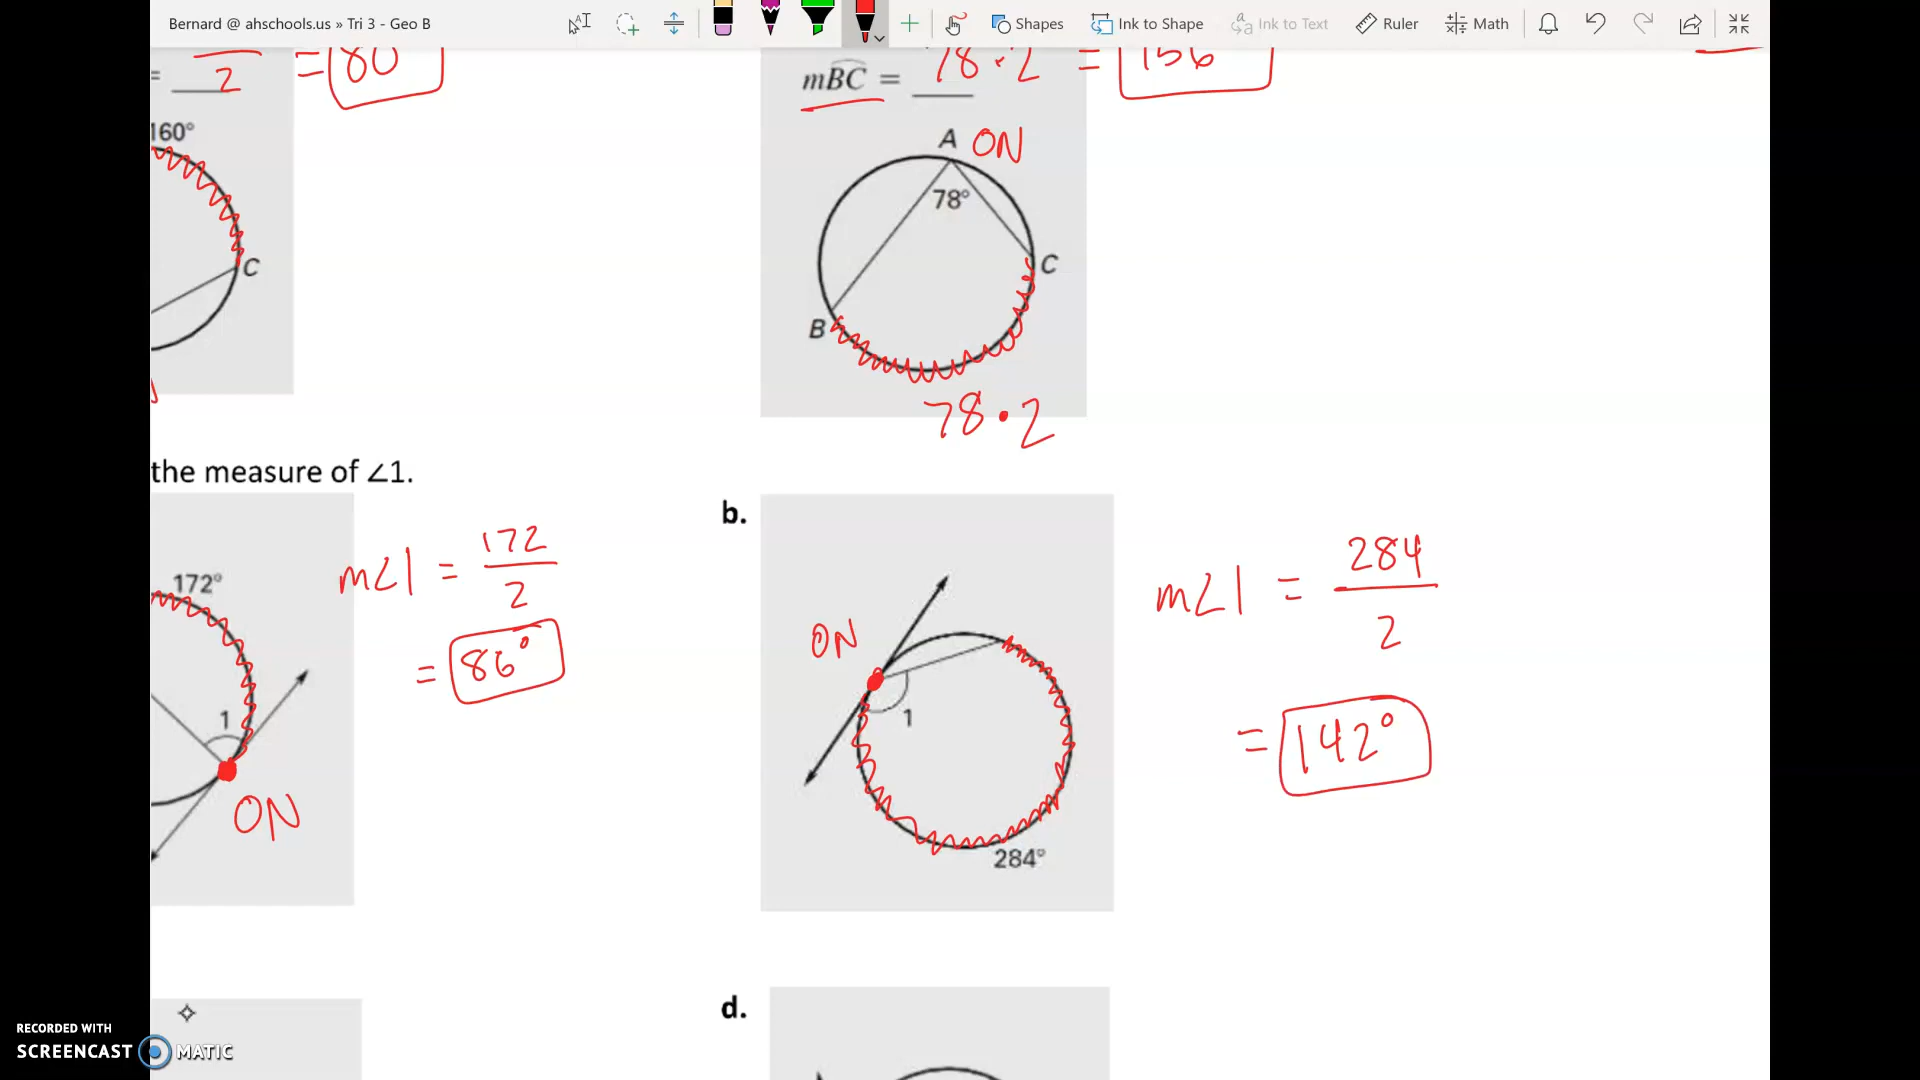 Bernard @ ahschools.us » Tri 3 - Geo B
Shapes
Ink to Shape
Ink to Text
Ruler
Math
= 2 = 80
mBC = 78 · 2 = 156
160°
C
A ON
78°
C
B
78 · 2
the measure of ∠1.
172°
1
ON
m∠1 = 172/2
= 86°
b.
ON
1
284°
m∠1 = 284/2
= 142°
d.
RECORDED WITH
SCREENCAST MATIC